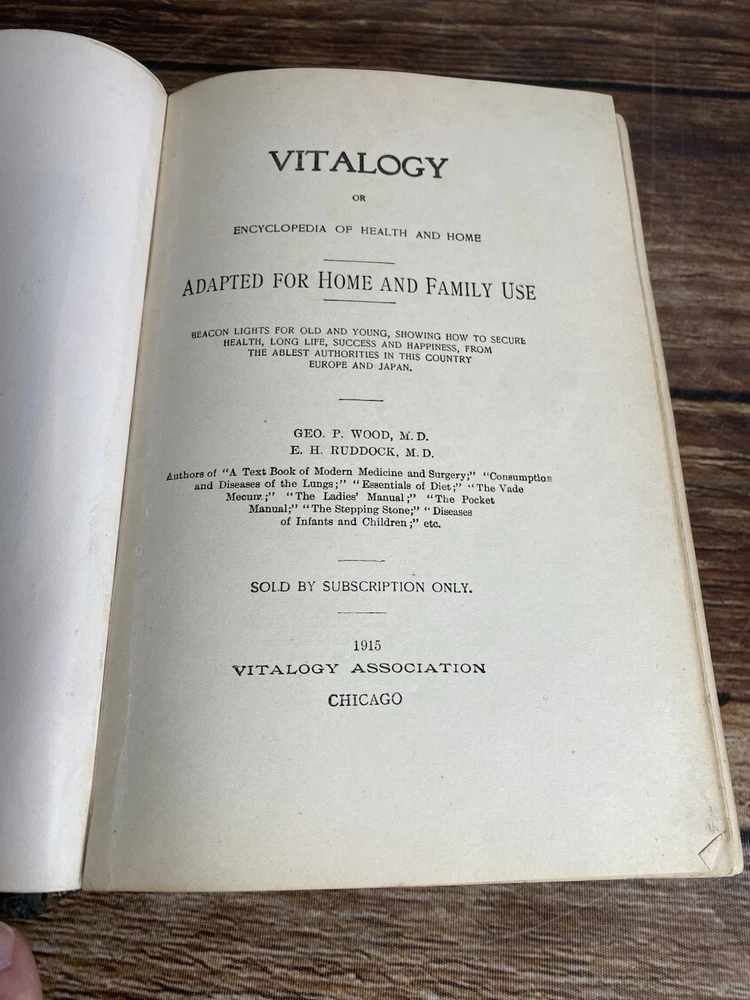 VITALOGY
OR
ENCYCLOPEDIA OF HEALTH AND HOME
ADAPTED FOR HOME AND FAMILY USE
BEACON LIGHTS FOR OLD AND YOUNG, SHOWING HOW TO SECURE
HEALTH, LONG LIFE, SUCCESS AND HAPPINESS, FROM
THE ABLEST AUTHORITIES IN THIS COUNTRY
EUROPE AND JAPAN.
GEO. P. WOOD, M. D.
E. H. RUDDOCK, M. D.
Authors of "A Text Book of Modern Medicine and Surgery;" "Consumption
and Diseases of the Lungs;" "Essentials of Diet;" "The Vade
Mecum;" "The Ladies' Manual;" "The Pocket
Manual;" "The Stepping Stone;" "Diseases
of Infants and Children;" etc.
SOLD BY SUBSCRIPTION ONLY.
1915
VITALOGY ASSOCIATION
CHICAGO